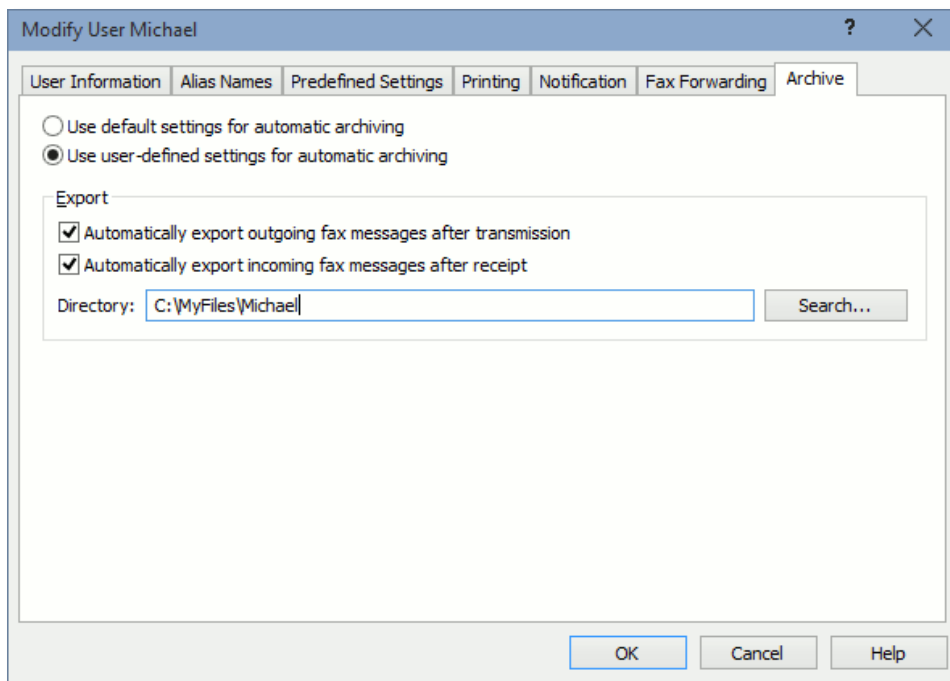 Modify User Michael ?
User Information Alias Names Predefined Settings Printing Notification Fax Forwarding Archive
Use default settings for automatic archiving
Use user-defined settings for automatic archiving
Export
Automatically export outgoing fax messages after transmission
Automatically export incoming fax messages after receipt
Directory: C:\MyFiles\Michael Search...
OK Cancel Help